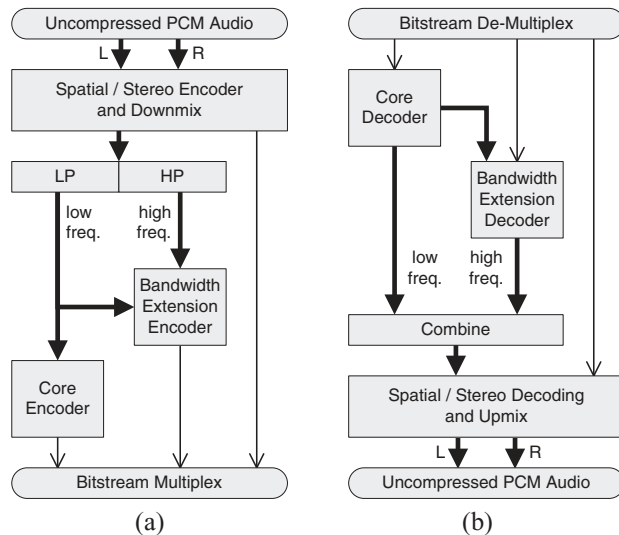 Uncompressed PCM Audio
L
R
Spatial / Stereo Encoder
and Downmix
LP
HP
low
freq.
high
freq.
Bandwidth
Extension
Encoder
Core
Encoder
Bitstream Multiplex
(a)
Bitstream De-Multiplex
Core
Decoder
Bandwidth
Extension
Decoder
low
freq.
high
freq.
Combine
Spatial / Stereo Decoding
and Upmix
L
R
Uncompressed PCM Audio
(b)